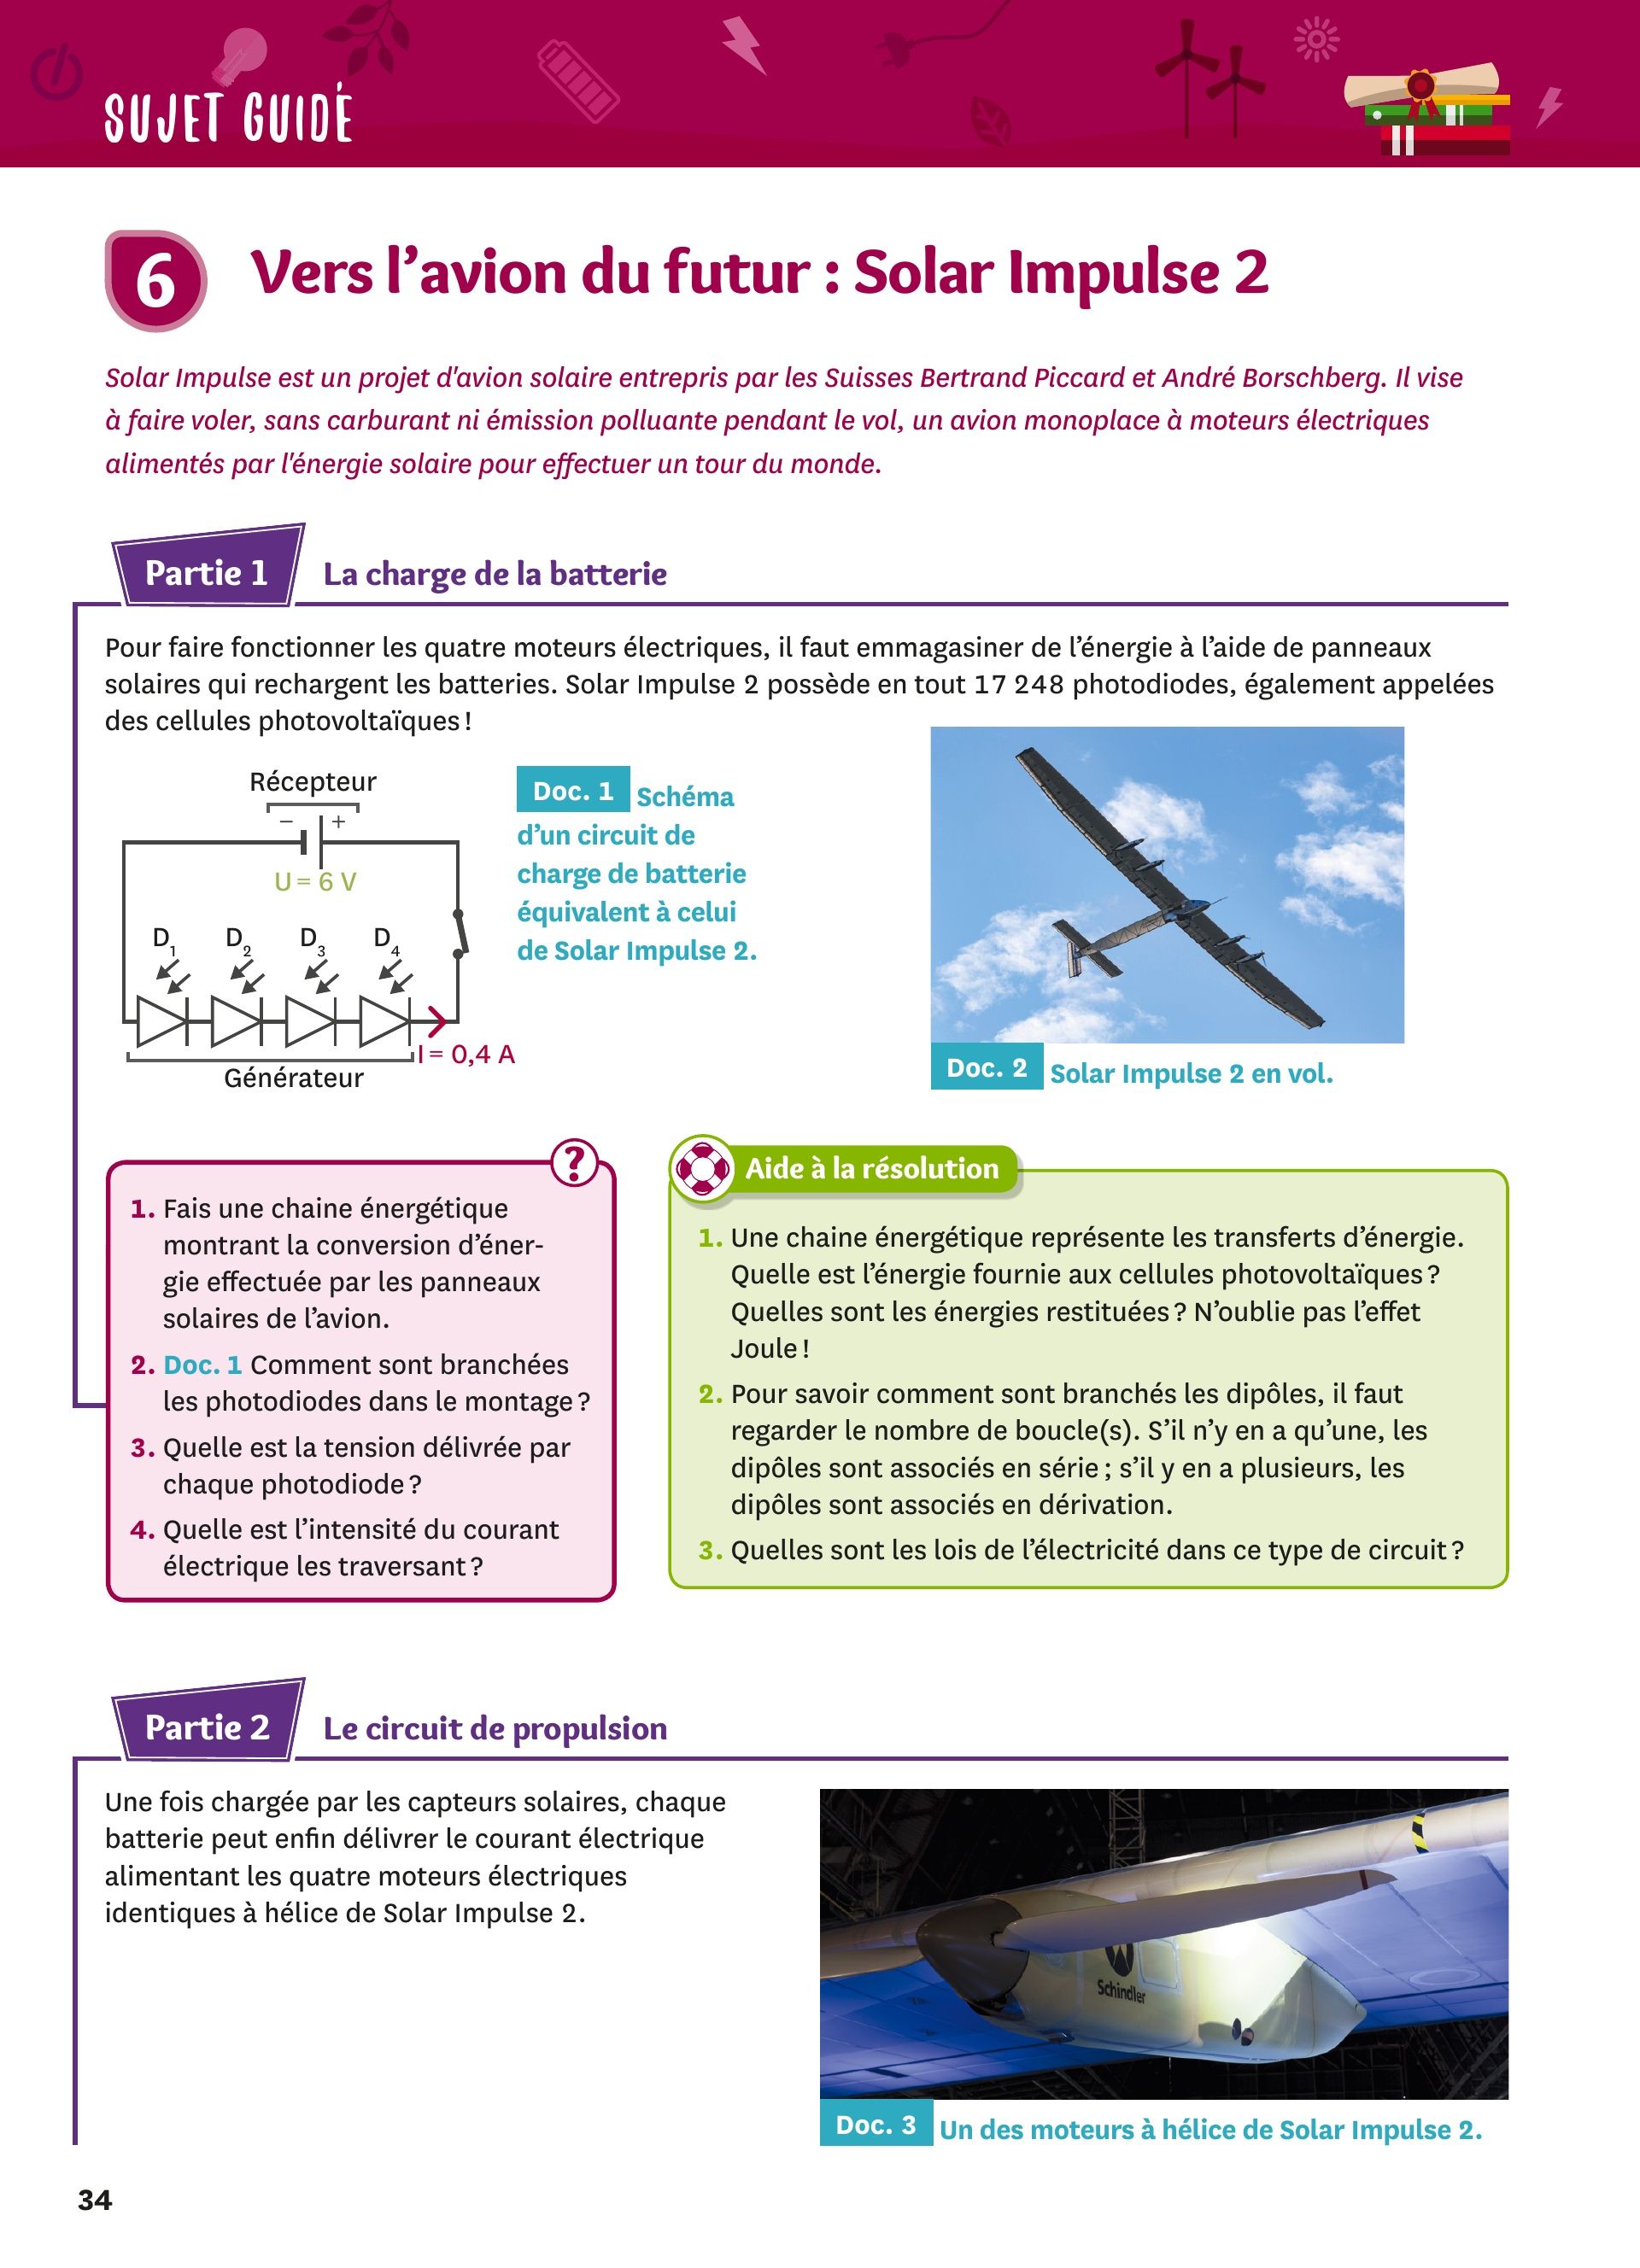 SUJET GUIDÉ
6 Vers l'avion du futur : Solar Impulse 2
Solar Impulse est un projet d'avion solaire entrepris par les Suisses Bertrand Piccard et André Borschberg. Il vise
à faire voler, sans carburant ni émission polluante pendant le vol, un avion monoplace à moteurs électriques
alimentés par l'énergie solaire pour effectuer un tour du monde.
Partie 1 La charge de la batterie
Pour faire fonctionner les quatre moteurs électriques, il faut emmagasiner de l'énergie à l'aide de panneaux
solaires qui rechargent les batteries. Solar Impulse 2 possède en tout 17 248 photodiodes, également appelées
des cellules photovoltaïques !
Récepteur
− +
U = 6 V
D1 D2 D3 D4
I = 0,4 A
Générateur
Doc. 1 Schéma
d'un circuit de
charge de batterie
équivalent à celui
de Solar Impulse 2.
Doc. 2 Solar Impulse 2 en vol.
?
1. Fais une chaine énergétique
montrant la conversion d'éner-
gie effectuée par les panneaux
solaires de l'avion.
2. Doc. 1 Comment sont branchées
les photodiodes dans le montage ?
3. Quelle est la tension délivrée par
chaque photodiode ?
4. Quelle est l'intensité du courant
électrique les traversant ?
Aide à la résolution
1. Une chaine énergétique représente les transferts d'énergie.
Quelle est l'énergie fournie aux cellules photovoltaïques ?
Quelles sont les énergies restituées ? N'oublie pas l'effet
Joule !
2. Pour savoir comment sont branchés les dipôles, il faut
regarder le nombre de boucle(s). S'il n'y en a qu'une, les
dipôles sont associés en série ; s'il y en a plusieurs, les
dipôles sont associés en dérivation.
3. Quelles sont les lois de l'électricité dans ce type de circuit ?
Partie 2 Le circuit de propulsion
Une fois chargée par les capteurs solaires, chaque
batterie peut enfin délivrer le courant électrique
alimentant les quatre moteurs électriques
identiques à hélice de Solar Impulse 2.
Schindler
Doc. 3 Un des moteurs à hélice de Solar Impulse 2.
34